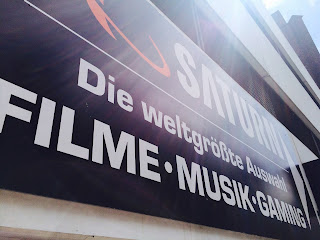 SATURN
Die weltgrößte Auswahl
FILME·MUSIK·GAMING